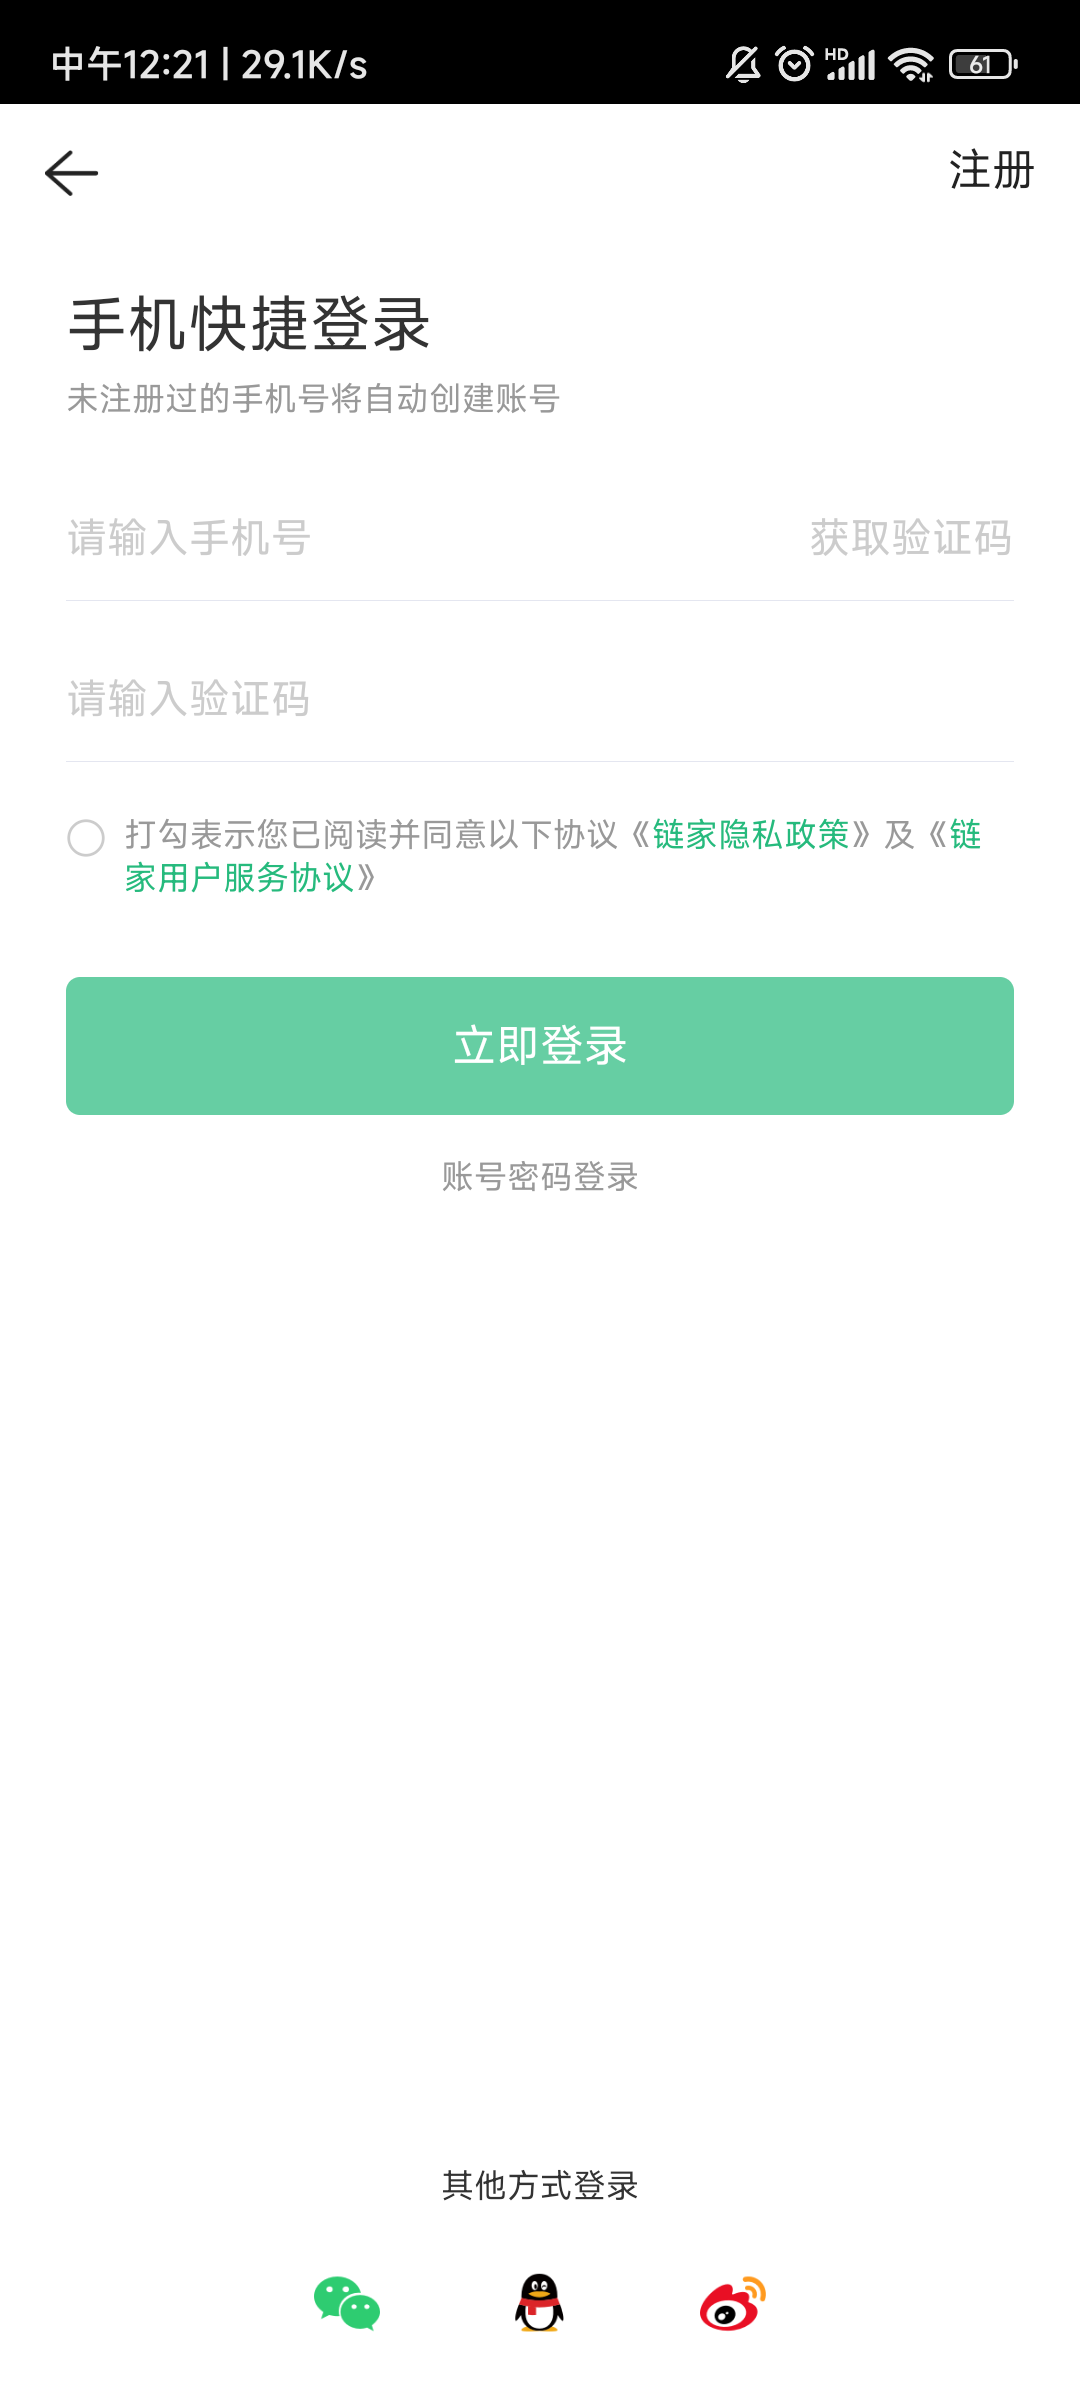 中午12:21 | 29.1K/s HD 61
注册
手机快捷登录
未注册过的手机号将自动创建账号
请输入手机号 获取验证码
请输入验证码
打勾表示您已阅读并同意以下协议《链家隐私政策》及《链
家用户服务协议》
立即登录
账号密码登录
其他方式登录